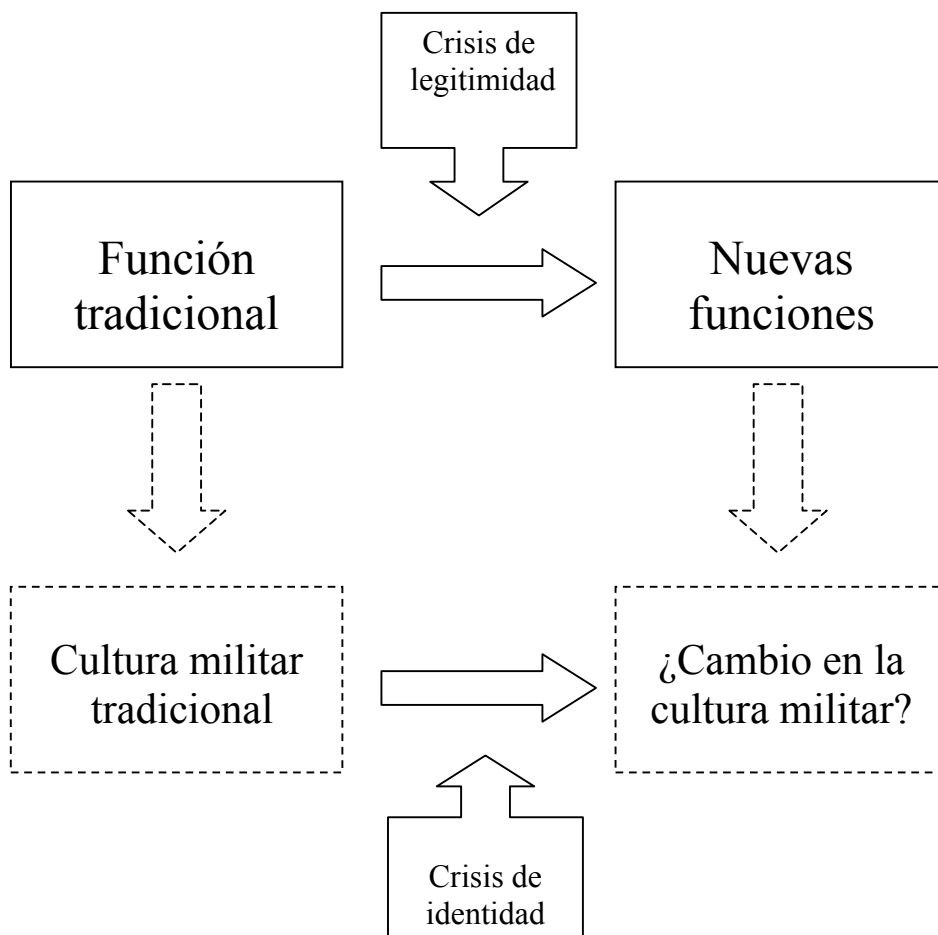 Crisis de
legitimidad
Función
tradicional
Nuevas
funciones
Cultura militar
tradicional
¿Cambio en la
cultura militar?
Crisis de
identidad